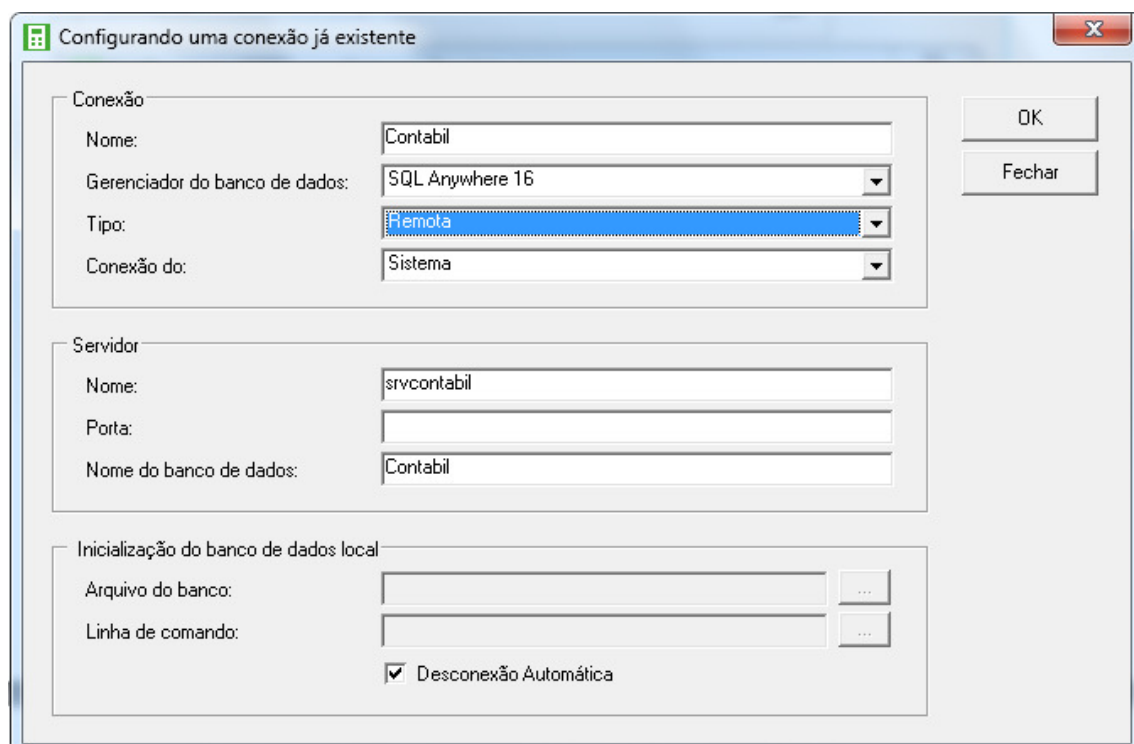 Configurando uma conexão já existente
Conexão
Nome: Contabil
Gerenciador do banco de dados: SQL Anywhere 16
Tipo: Remota
Conexão do: Sistema
OK
Fechar
Servidor
Nome: srvcontabil
Porta:
Nome do banco de dados: Contabil
Inicialização do banco de dados local
Arquivo do banco: ...
Linha de comando: ...
Desconexão Automática